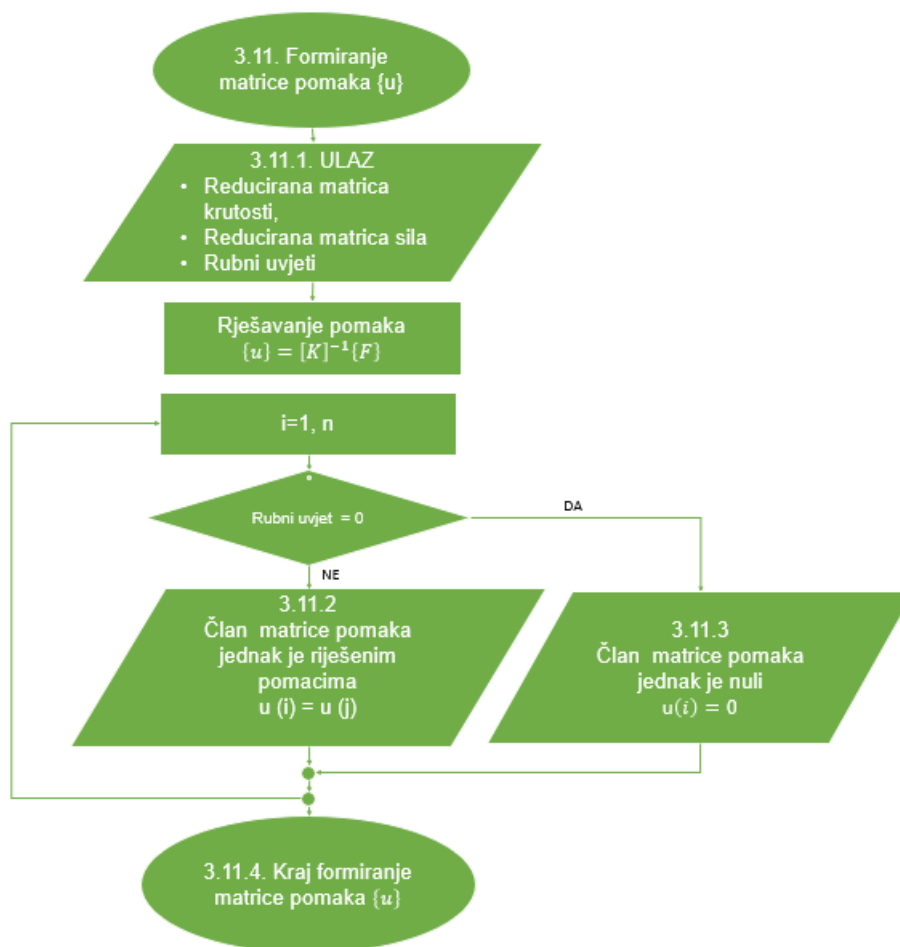 3.11. Formiranje
matrice pomaka {u}
3.11.1. ULAZ
• Reducirana matrica
krutosti,
• Reducirana matrica sila
• Rubni uvjeti
Rješavanje pomaka
{u} = [K]⁻¹{F}
i=1, n
Rubni uvjet = 0
DA
NE
3.11.2
Član matrice pomaka
jednak je riješenim
pomacima
u (i) = u (j)
3.11.3
Član matrice pomaka
jednak je nuli
u(i) = 0
3.11.4. Kraj formiranje
matrice pomaka {u}